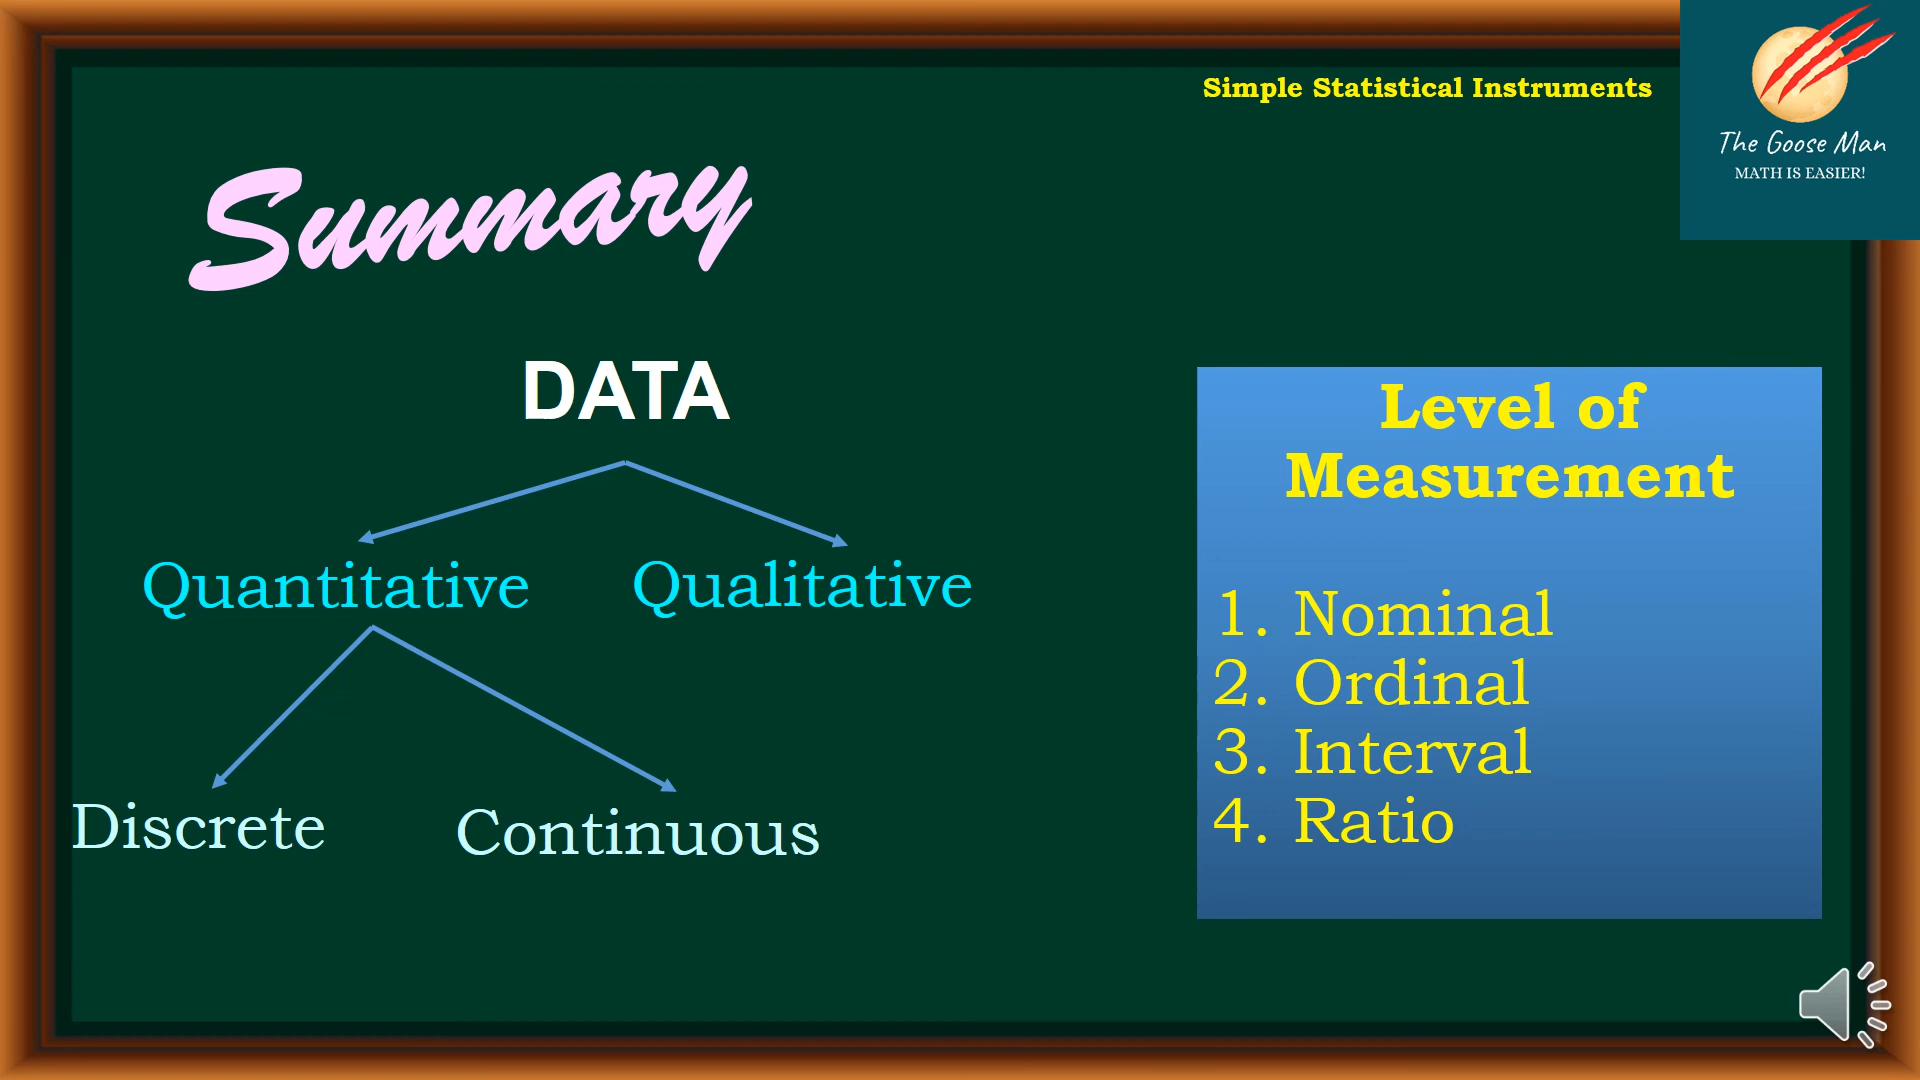 Simple Statistical Instruments
The Goose Man
MATH IS EASIER!
Summary
DATA
Quantitative
Qualitative
Discrete
Continuous
Level of
Measurement
1. Nominal
2. Ordinal
3. Interval
4. Ratio